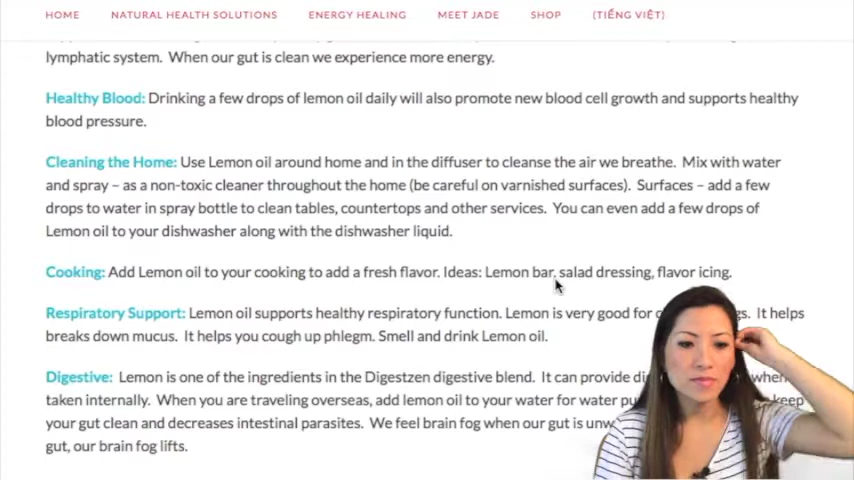 HOME NATURAL HEALTH SOLUTIONS ENERGY HEALING MEET JADE SHOP (TIẾNG VIỆT)
lymphatic system. When our gut is clean we experience more energy.
Healthy Blood: Drinking a few drops of lemon oil daily will also promote new blood cell growth and supports healthy
blood pressure.
Cleaning the Home: Use Lemon oil around home and in the diffuser to cleanse the air we breathe. Mix with water
and spray – as a non-toxic cleaner throughout the home (be careful on varnished surfaces). Surfaces – add a few
drops to water in spray bottle to clean tables, countertops and other services. You can even add a few drops of
Lemon oil to your dishwasher along with the dishwasher liquid.
Cooking: Add Lemon oil to your cooking to add a fresh flavor. Ideas: Lemon bar, salad dressing, flavor icing.
Respiratory Support: Lemon oil supports healthy respiratory function. Lemon is very good for It helps
breaks down mucus. It helps you cough up phlegm. Smell and drink Lemon oil.
Digestive: Lemon is one of the ingredients in the Digestzen digestive blend. It can provide when
taken internally. When you are traveling overseas, add lemon oil to your water for water keep
your gut clean and decreases intestinal parasites. We feel brain fog when our gut is
gut, our brain fog lifts.